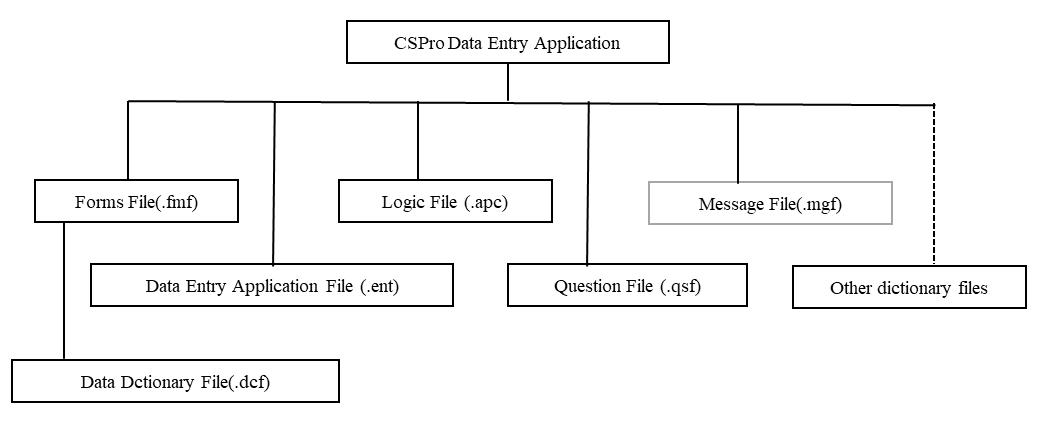 CSPro Data Entry Application
Forms File(.fmf)
Logic File (.apc)
Message File(.mgf)
Data Entry Application File (.ent)
Question File (.qsf)
Other dictionary files
Data Dctionary File(.dcf)